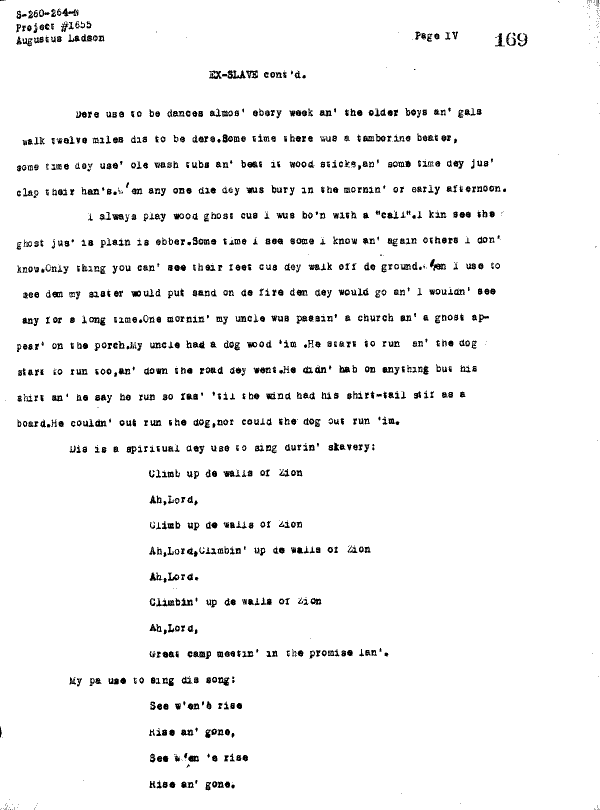 S-260-264-N
Project #1655
Augustus Ladson
Page IV
169
EX-SLAVE cont'd.
Dere use to be dances almos' ebery week an' the older boys an' gals
walk twelve miles dis to be dere.Some time there wus a tamborine beater,
some time dey use' ole wash tubs an' beat it wood sticks,an' some time dey jus'
clap their han's.W'en any one die dey wus bury in the mornin' or early afternoon.
I always play wood ghost cus I wus bo'n with a "call".I kin see the
ghost jus' is plain is ebber.Some time I see some I know an' again others I don'
know.Only thing you can' see their feet cus dey walk off de ground.W'en I use to
see dem my sister would put sand on de fire den dey would go an' I wouldn' see
any for a long time.One mornin' my uncle wus passin' a church an' a ghost ap-
pear' on the porch.My uncle had a dog wood 'im .He start to run an' the dog
start to run too,an' down the road dey went.He didn' hab on anything but his
shirt an' he say he run so fas' 'til the wind had his shirt-tail stif as a
board.He couldn' out run the dog,nor could the dog out run 'im.
Dis is a spiritual dey use to sing durin' skavery:
Climb up de walls of Zion
Ah,Lord,
Climb up de walls of Zion
Ah,Lord,Climbin' up de walls of Zion
Ah,Lord.
Climbin' up de walls of Zion
Ah,Lord,
Great camp meetin' in the promise lan'.
My pa use to sing dis song:
See w'en'e rise
Rise an' gone,
See w'en 'e rise
Rise an' gone.